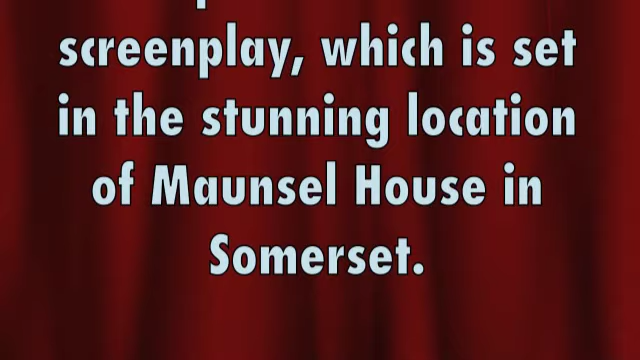 screenplay, which is set
in the stunning location
of Maunsel House in
Somerset.